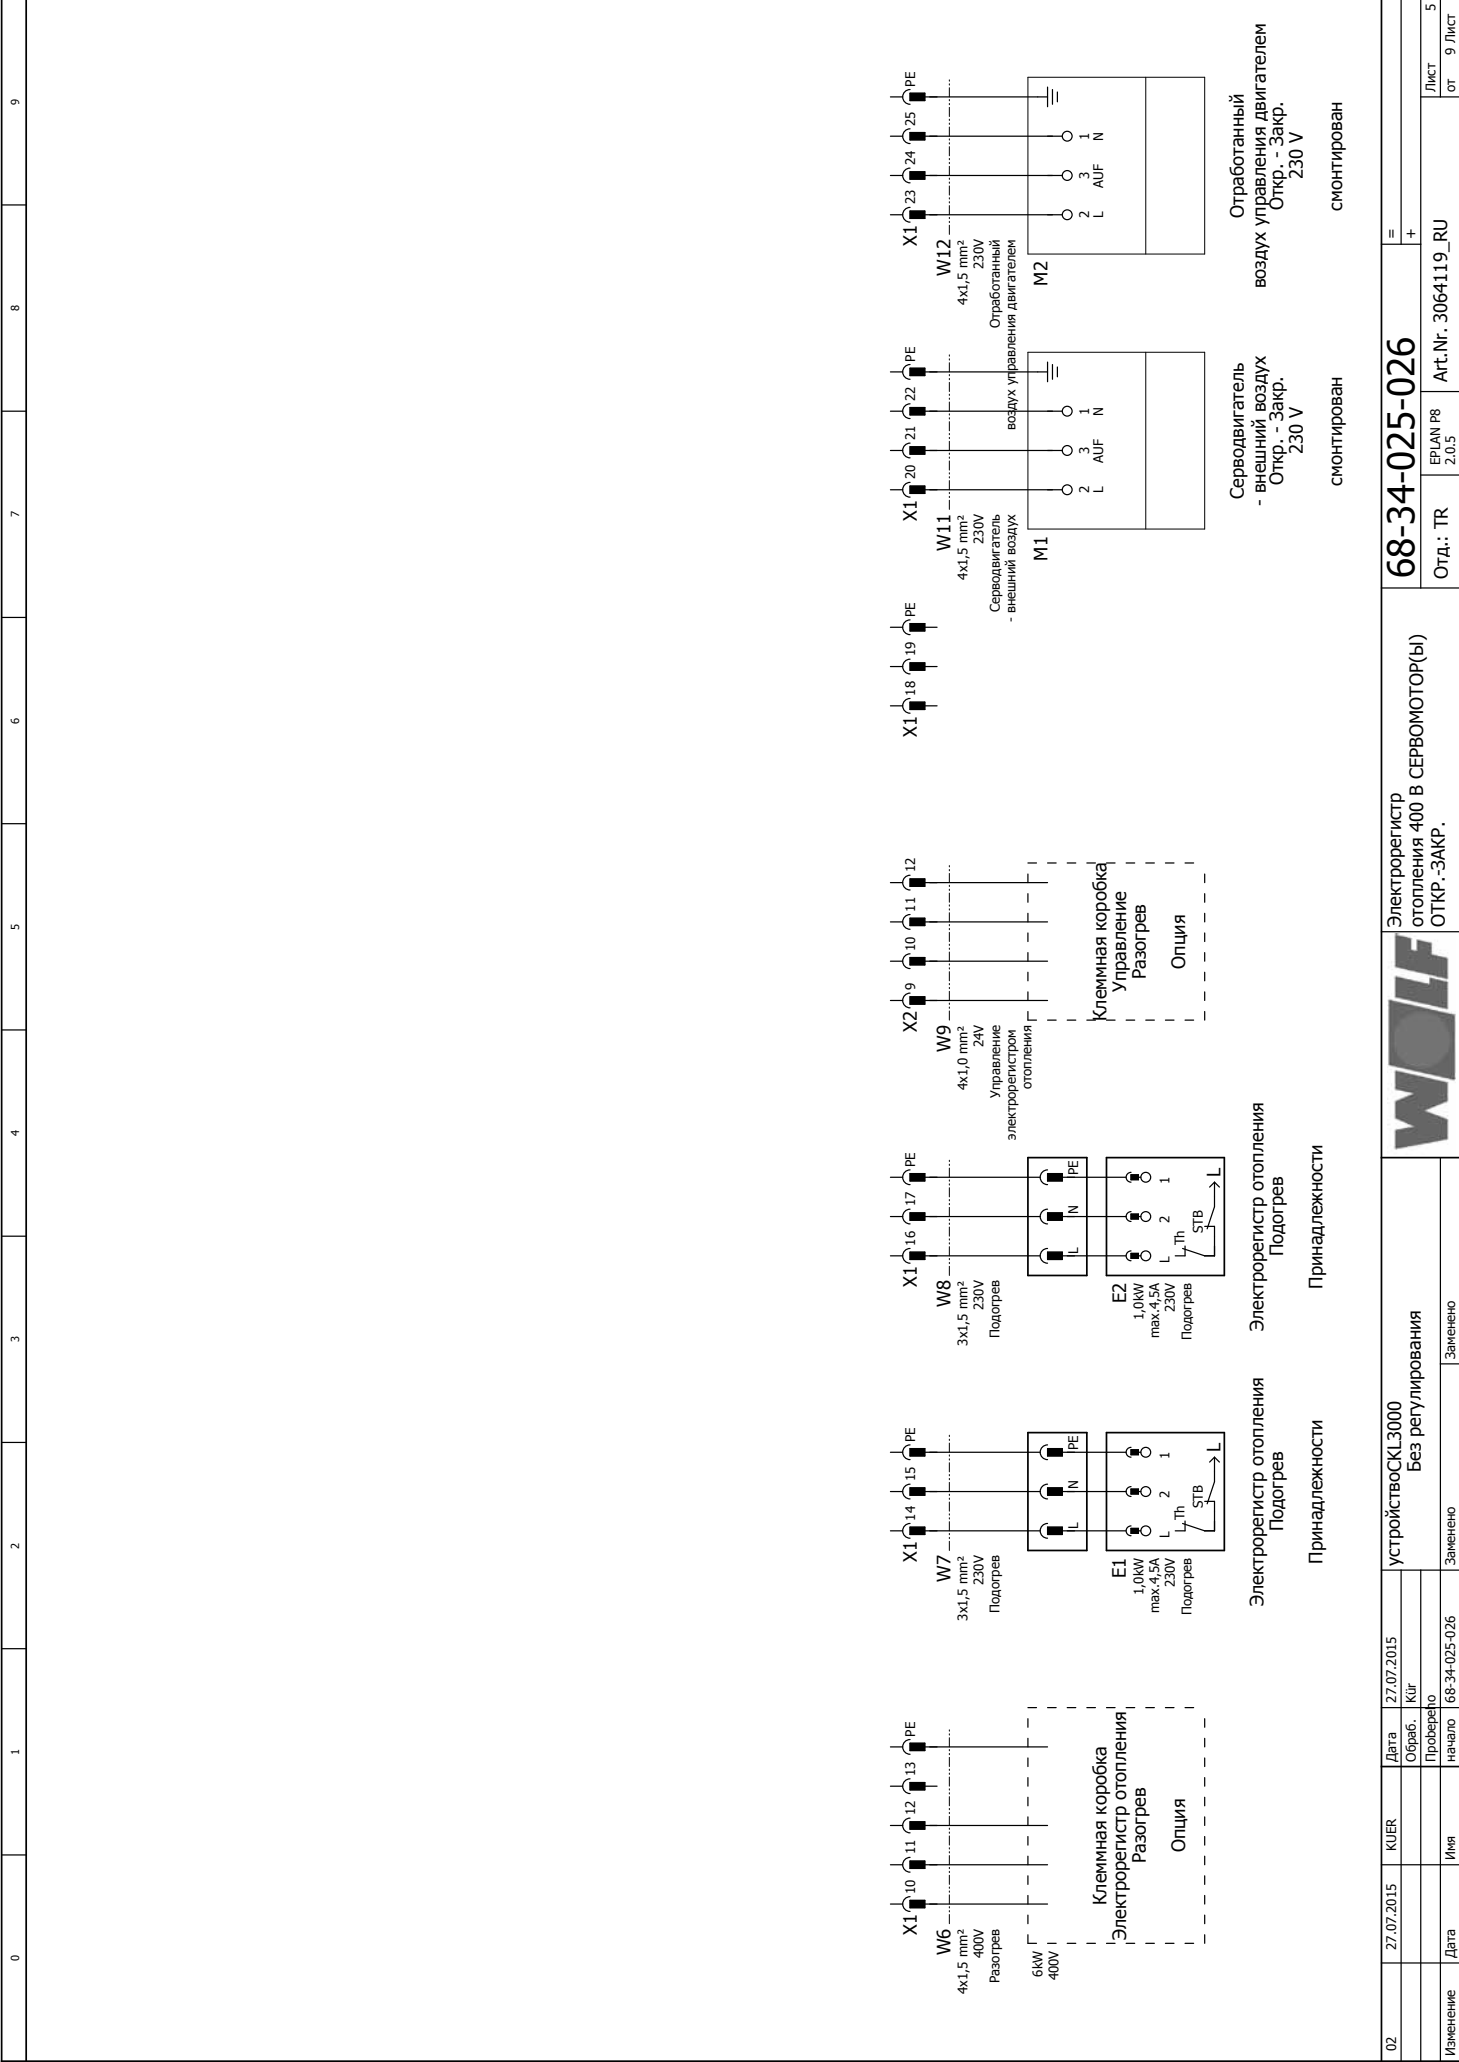 0
1
2
3
4
5
6
7
8
9
X1 10 11 12 13 PE
W6
4x1,5 mm²
400V
Разогрев
6kW
400V
Клеммная коробка
Электрорегистр отопления
Разогрев
Опция
X1 14 15 PE
W7
3x1,5 mm²
230V
Подогрев
L N PE
E1
1,0kW
max.4,5A
230V
Подогрев
L 2 1
Th
STB
L
Электрорегистр отопления
Подогрев
Принадлежности
X1 16 17 PE
W8
3x1,5 mm²
230V
Подогрев
L N PE
E2
1,0kW
max.4,5A
230V
Подогрев
L 2 1
Th
STB
L
Электрорегистр отопления
Подогрев
Принадлежности
X2 9 10 11 12
W9
4x1,0 mm²
24V
Управление
электрорегистром
отопления
Клеммная коробка
Управление
Разогрев
Опция
X1 18 19 PE
X1 20 21 22 PE
W11
4x1,5 mm²
230V
Серводвигатель
- внешний воздух
M1
2 3 1
L AUF N
Серводвигатель
- внешний воздух
Откр. - Закр.
230 V
смонтирован
X1 23 24 25 PE
W12
4x1,5 mm²
230V
Отработанный
воздух управления двигателем
M2
2 3 1
L AUF N
Отработанный
воздух управления двигателем
Откр. - Закр.
230 V
смонтирован
02 27.07.2015 KUER
Изменение Дата Имя
Дата 27.07.2015
Обраб. Kür
Проberено
начало 68-34-025-026
устройствоCKL3000
Без регулирования
Заменено Заменено
WOLF
Электрорегистр
отопления 400 В СЕРВОМОТОР(Ы)
ОТКР.-ЗАКР.
68-34-025-026
Отд.: TR
EPLAN P8
2.0.5
Art.Nr. 3064119_RU
=
+
Лист 5
от 9 Лист